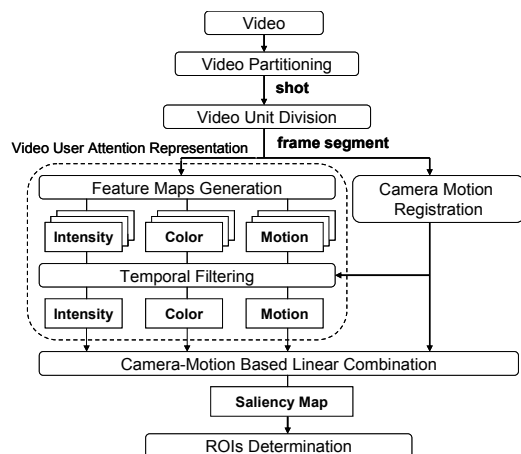 Video
Video Partitioning
shot
Video Unit Division
Video User Attention Representation
frame segment
Feature Maps Generation
Camera Motion
Registration
Intensity
Color
Motion
Temporal Filtering
Intensity
Color
Motion
Camera-Motion Based Linear Combination
Saliency Map
ROIs Determination